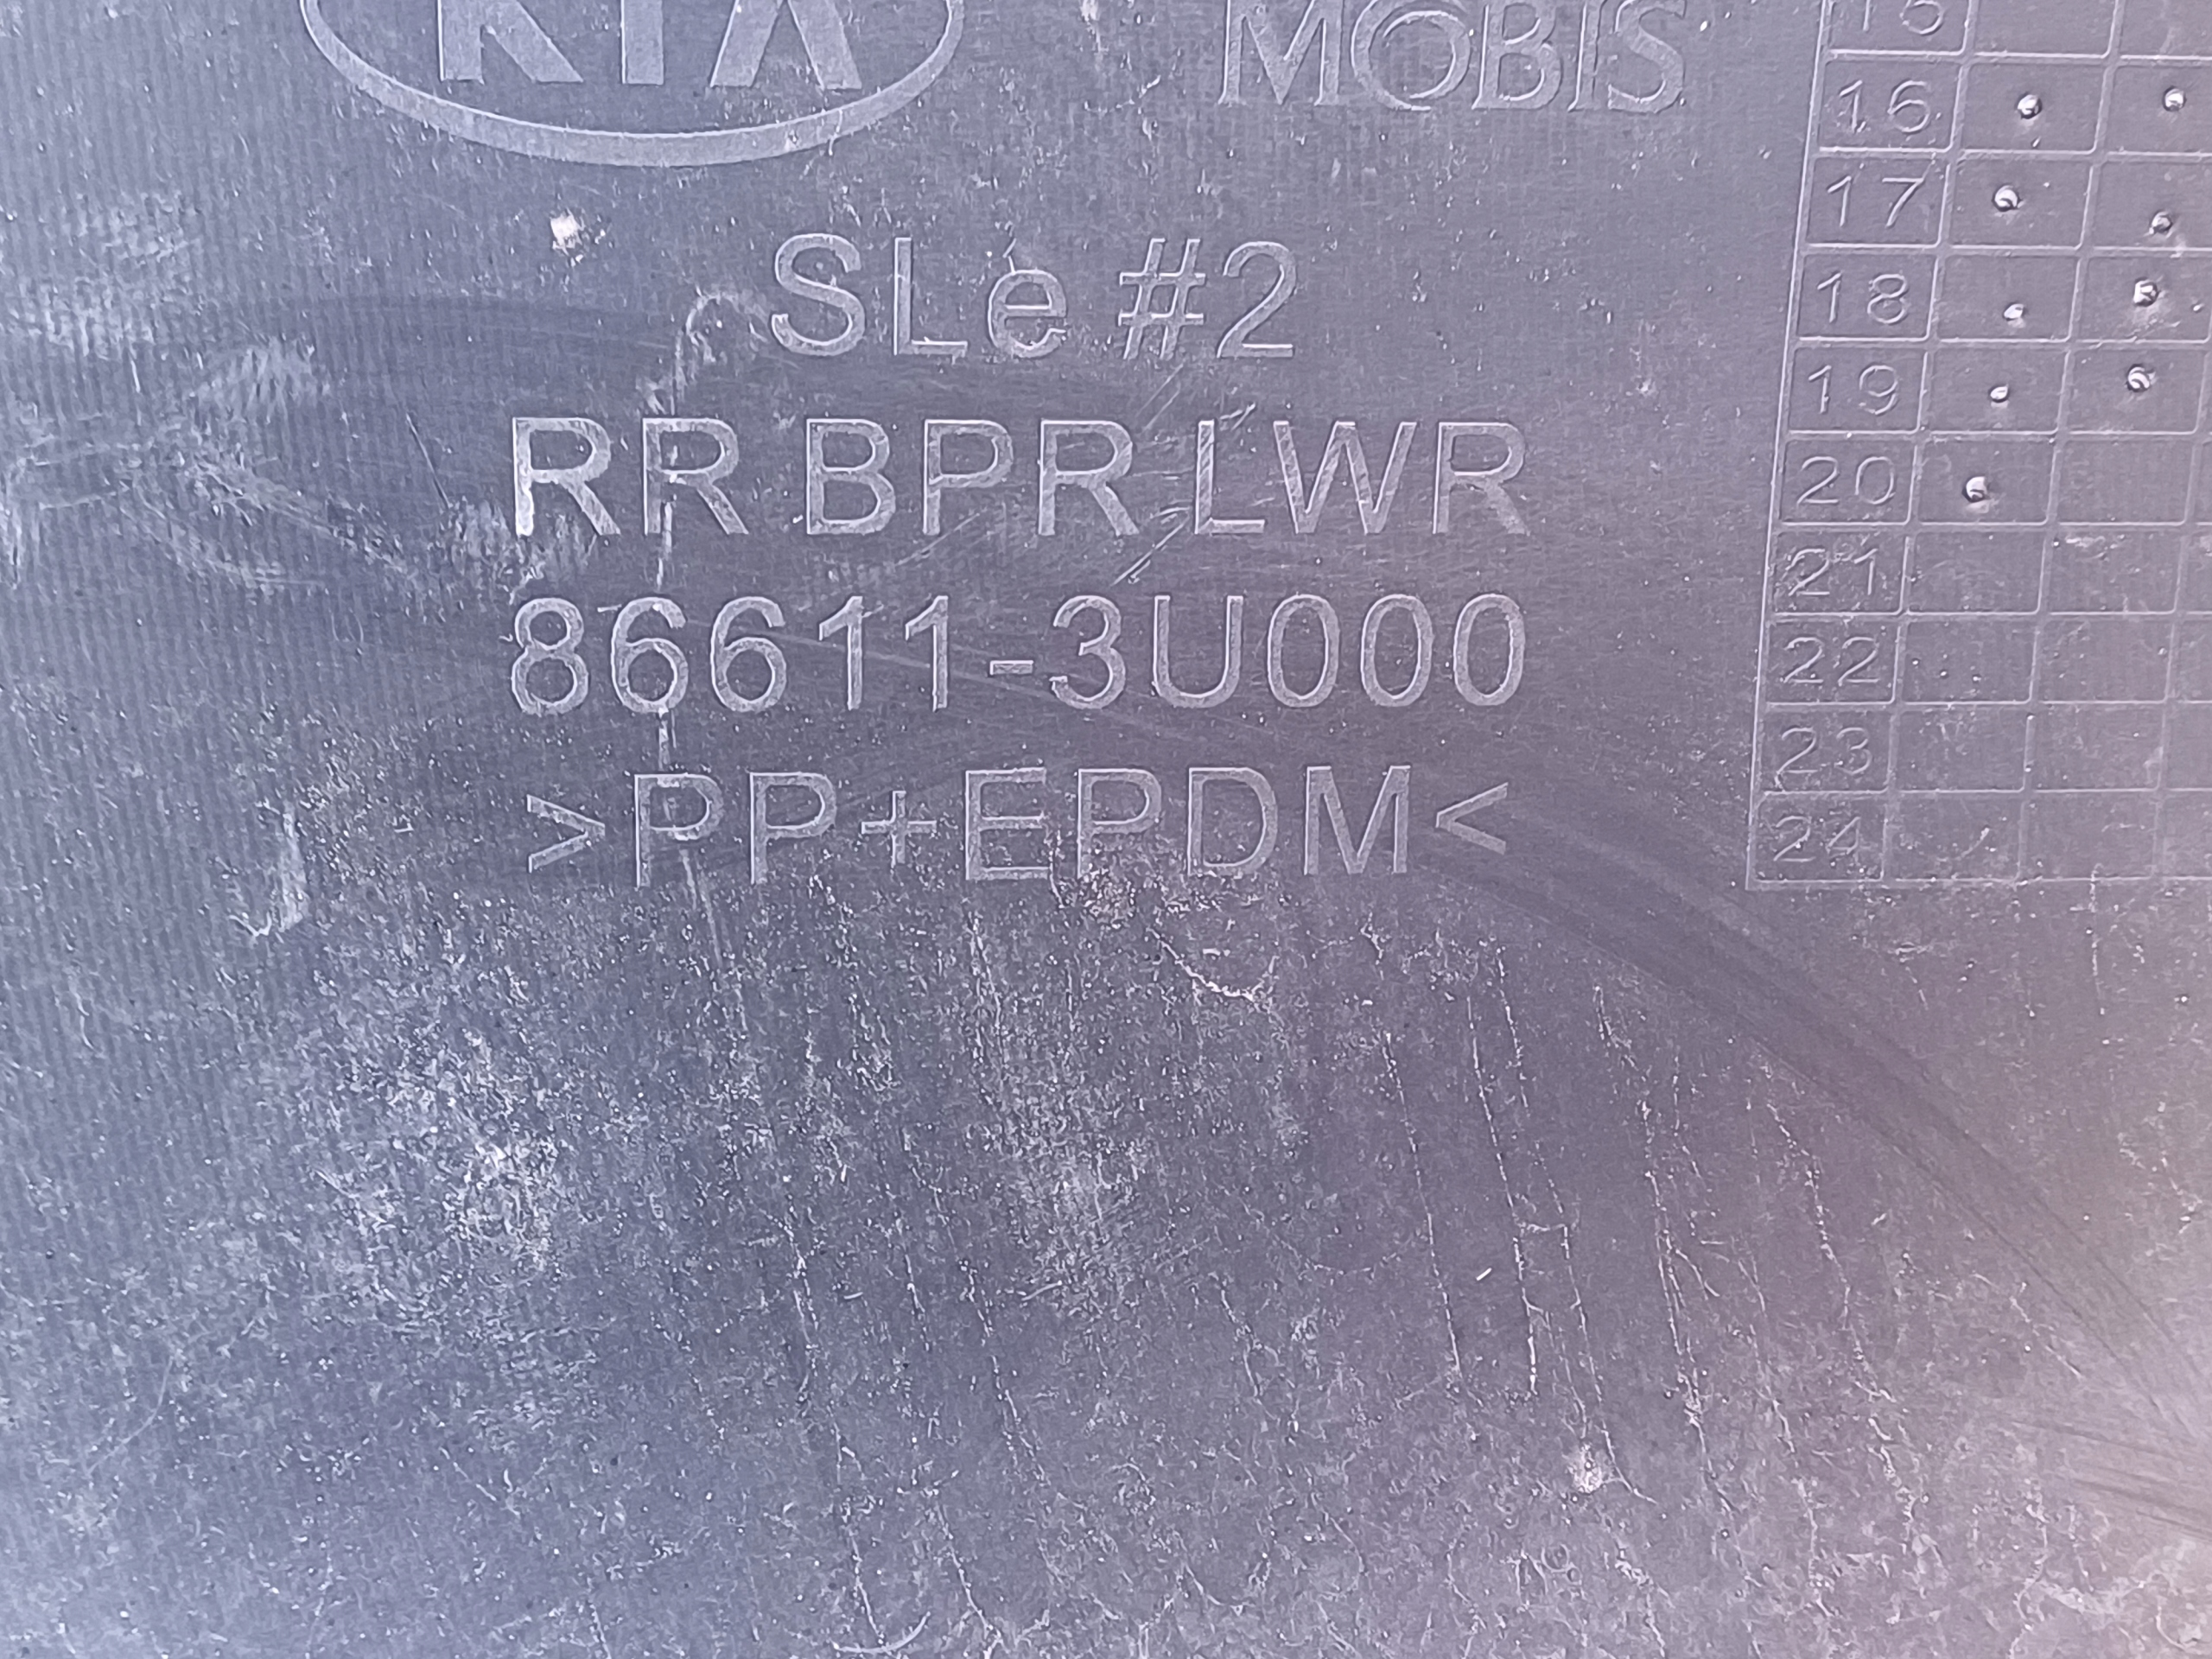 KIA
MOBIS
SLe #2
RR BPR LWR
86611-3U000
>PP+EPDM<
15
16
17
18
19
20
21
22
23
24